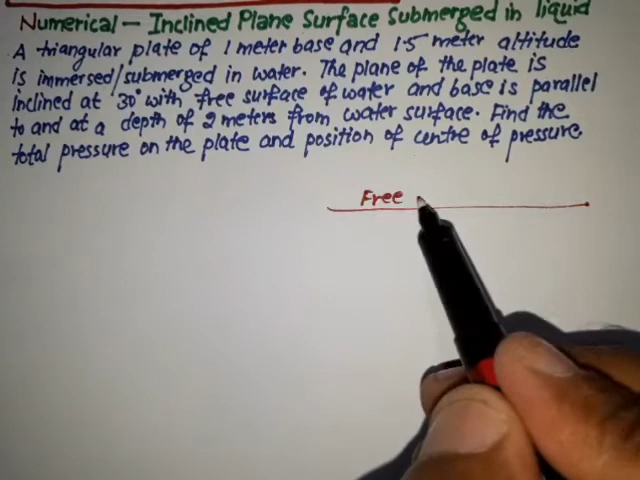 Numerical - Inclined Plane Surface Submerged in liquid
A triangular plate of 1 meter base and 1.5 meter altitude
is immersed/submerged in water. The plane of the plate is
inclined at 30° with free surface of water and base is parallel
to and at a depth of 2 meters from water surface. Find the
total pressure on the plate and position of centre of pressure
Free